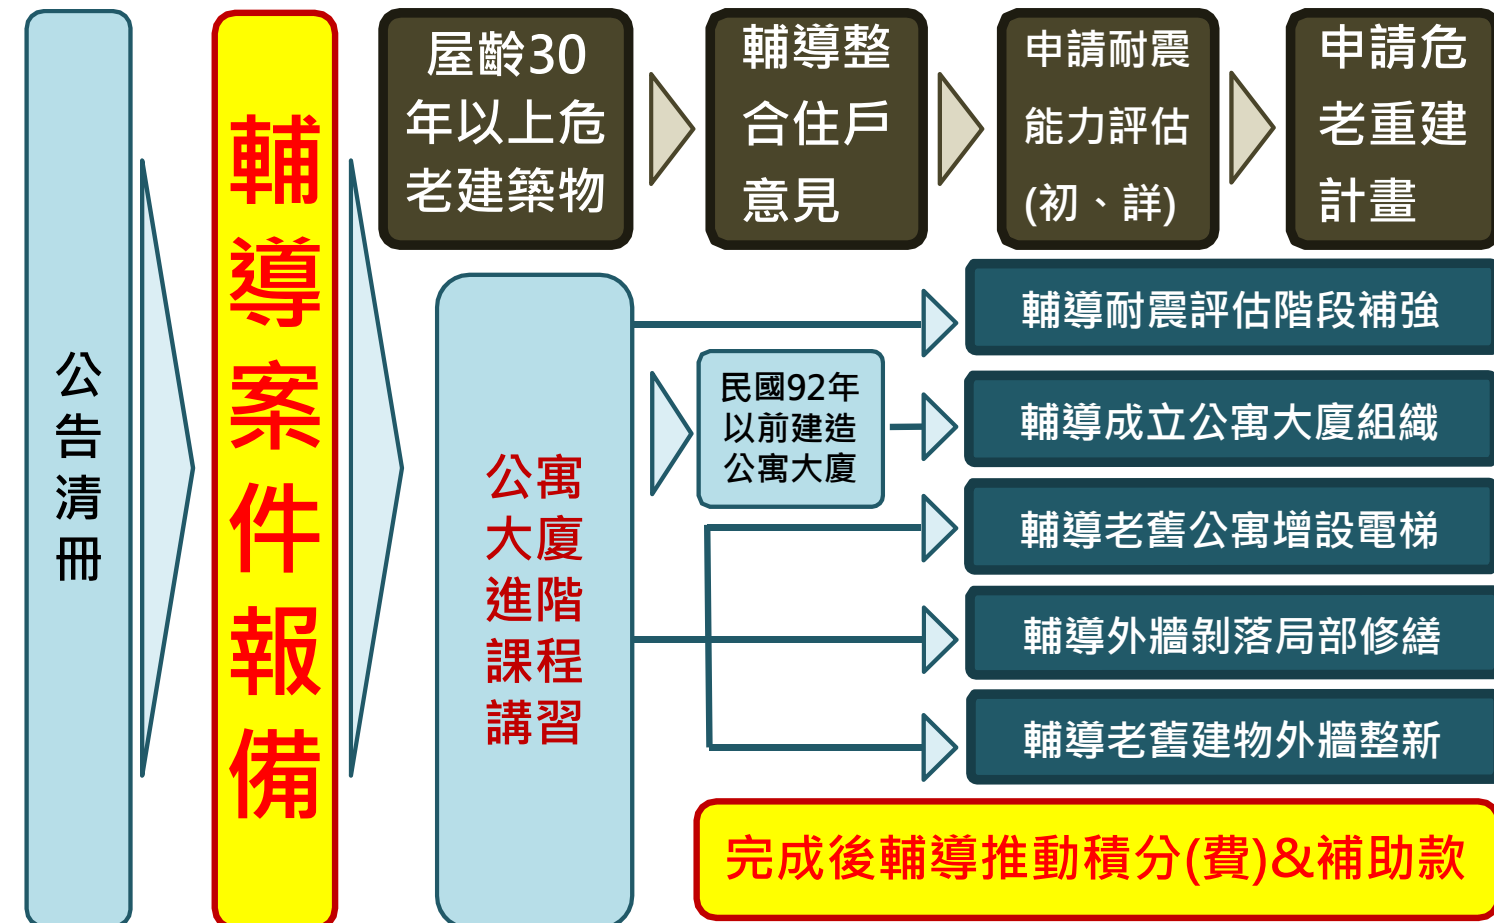 公告清冊
輔導案件報備
屋齡30
年以上危
老建築物
輔導整
合住戶
意見
申請耐震
能力評估
(初、詳)
申請危
老重建
計畫
公寓
大廈
進階
課程
講習
民國92年
以前建造
公寓大廈
輔導耐震評估階段補強
輔導成立公寓大廈組織
輔導老舊公寓增設電梯
輔導外牆剝落局部修繕
輔導老舊建物外牆整新
完成後輔導推動積分(費)&補助款